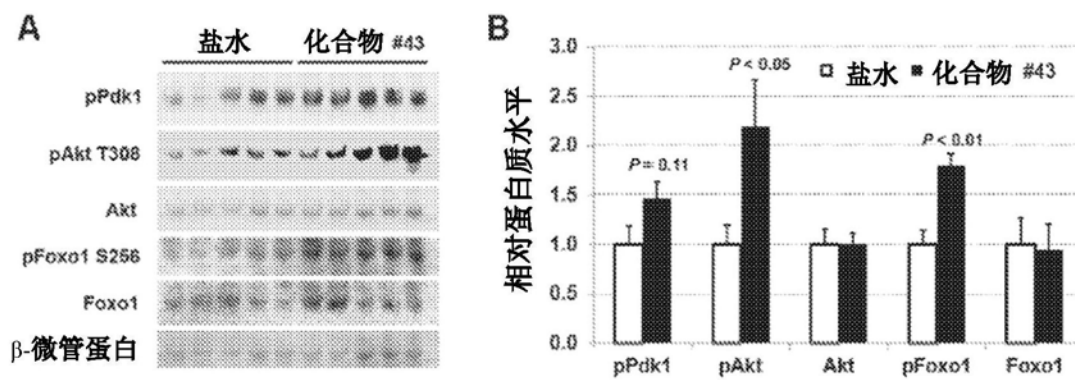 A
盐水 化合物 #43
pPdk1
pAkt T308
Akt
pFoxo1 S256
Foxo1
β-微管蛋白
B
相对蛋白质水平
3.0
2.5
2.0
1.5
1.0
0.5
0.0
盐水 化合物 #43
P = 0.11
P < 0.05
P < 0.01
pPdk1 pAkt Akt pFoxo1 Foxo1